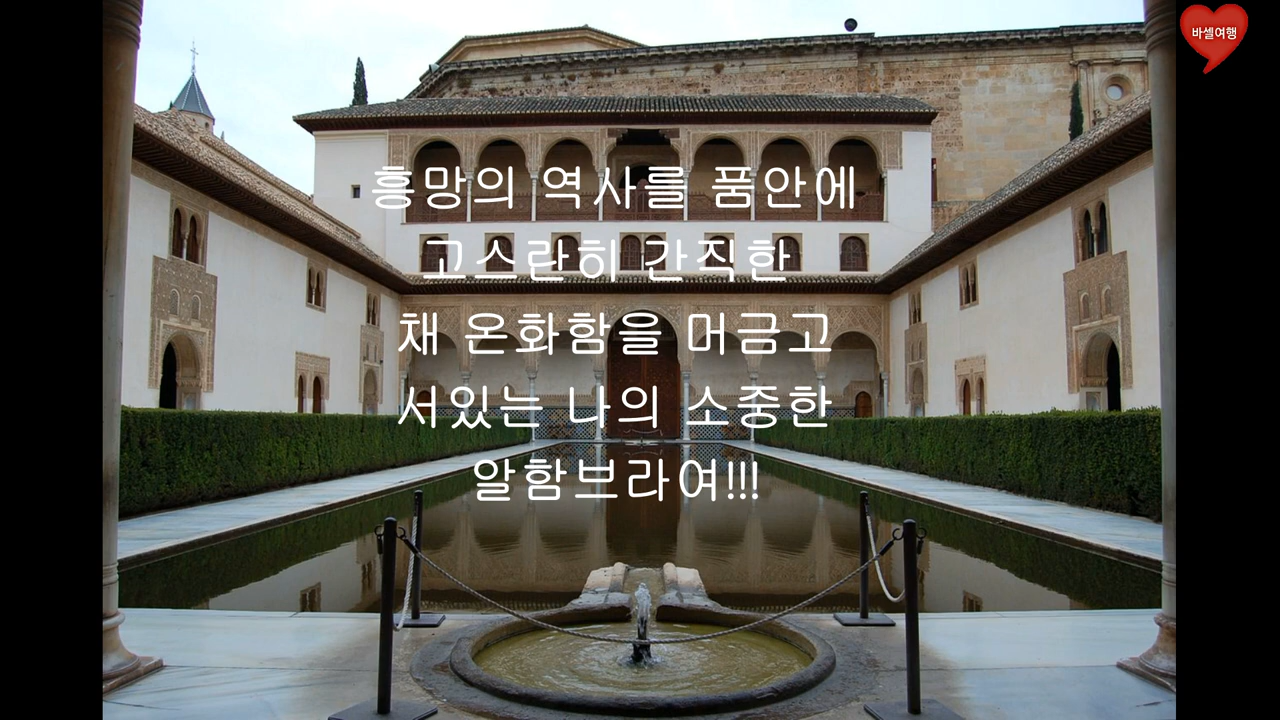 바셀여행
흥망의 역사를 품안에
고스란히 간직한
채 온화함을 머금고
서있는 나의 소중한
알함브라여!!!